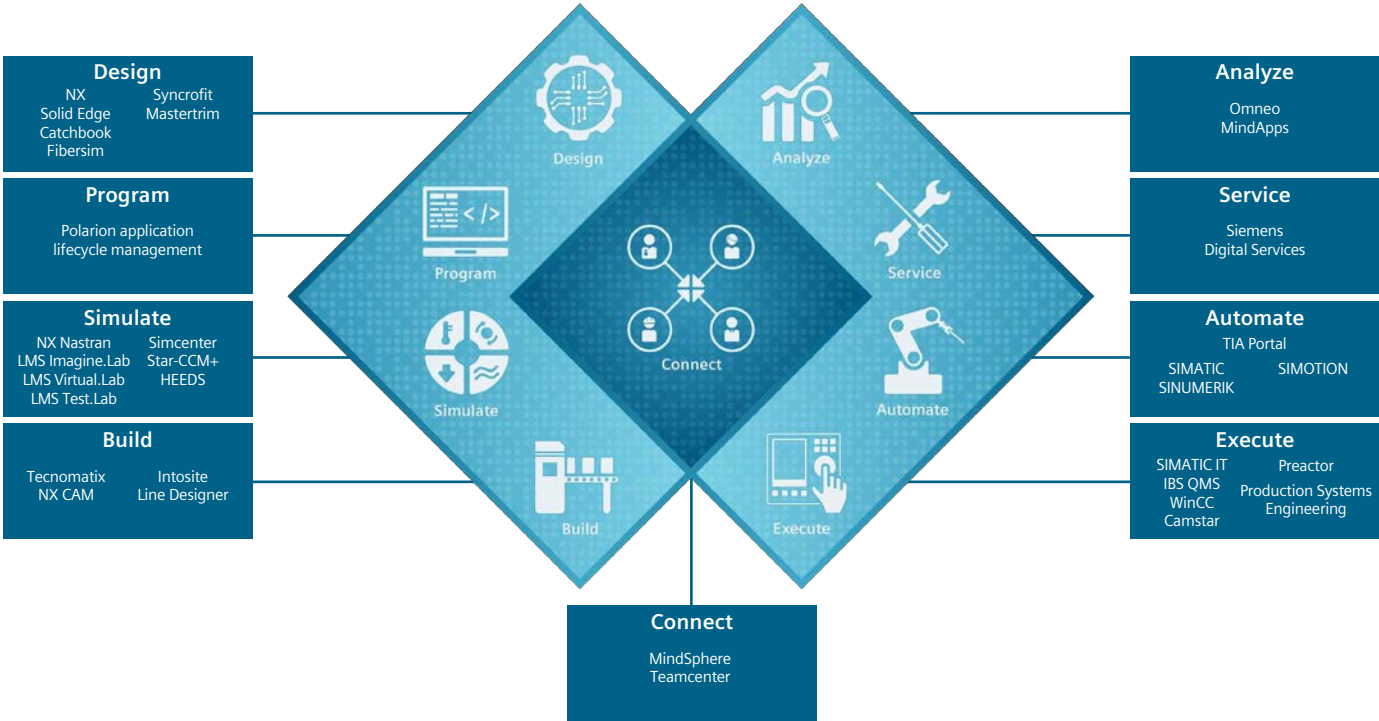 Design
NX
Solid Edge
Catchbook
Fibersim
Syncrofit
Mastertrim
Program
Polarion application
lifecycle management
Simulate
NX Nastran
LMS Imagine.Lab
LMS Virtual.Lab
LMS Test.Lab
Simcenter
Star-CCM+
HEEDS
Build
Tecnomatix
NX CAM
Intosite
Line Designer
Design
Program
</>
Simulate
Build
Connect
Analyze
Service
Automate
Execute
Analyze
Omneo
MindApps
Service
Siemens
Digital Services
Automate
TIA Portal
SIMATIC
SINUMERIK
SIMOTION
Execute
SIMATIC IT
IBS QMS
WinCC
Camstar
Preactor
Production Systems
Engineering
Connect
MindSphere
Teamcenter